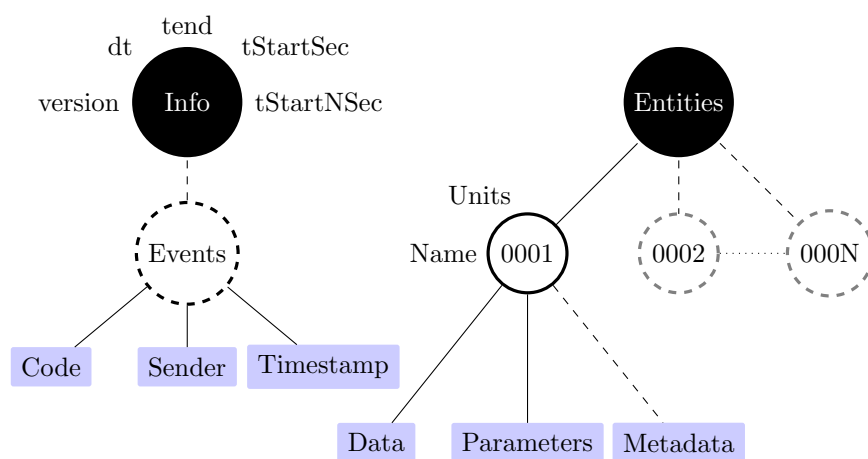 tend
dt
tStartSec
version
Info
tStartNSec
Entities
Units
Events
Name
0001
0002
000N
Code
Sender
Timestamp
Data
Parameters
Metadata